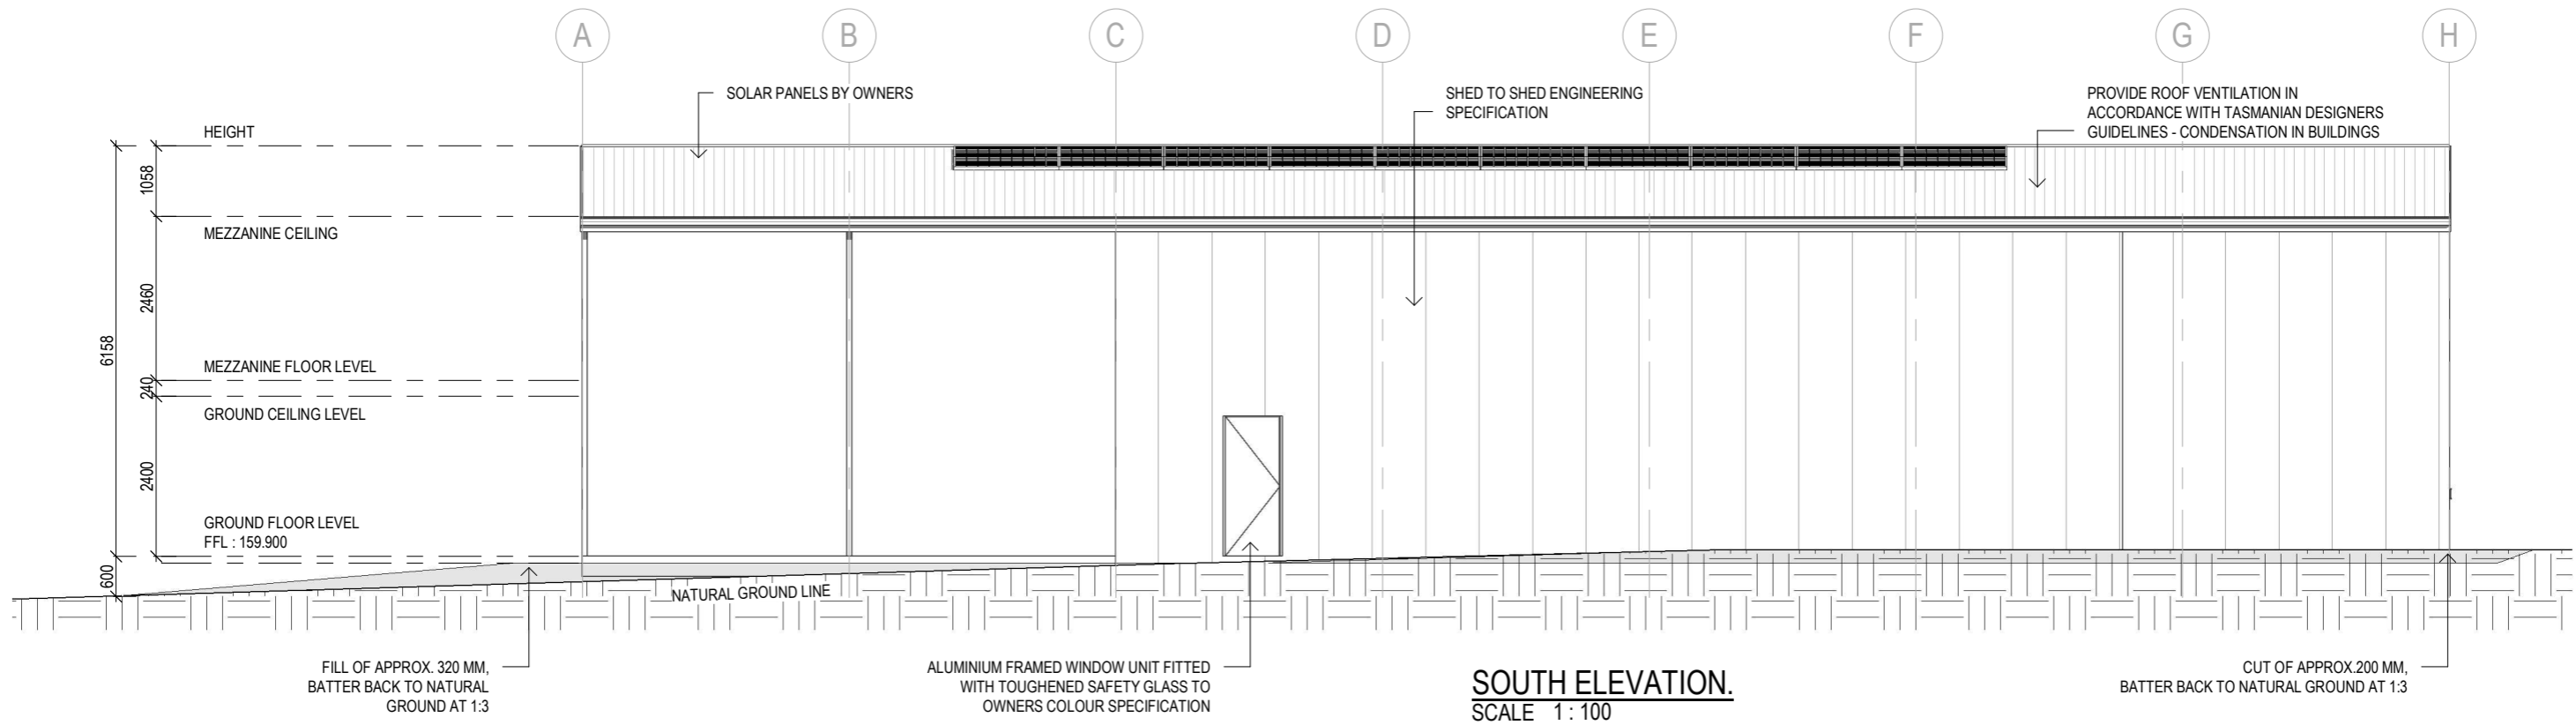 A B C D E F G H
SOLAR PANELS BY OWNERS
SHED TO SHED ENGINEERING
SPECIFICATION
PROVIDE ROOF VENTILATION IN
ACCORDANCE WITH TASMANIAN DESIGNERS
GUIDELINES - CONDENSATION IN BUILDINGS
HEIGHT
1058
MEZZANINE CEILING
2460
6158
MEZZANINE FLOOR LEVEL
240
GROUND CEILING LEVEL
2400
GROUND FLOOR LEVEL
FFL : 159.900
600
NATURAL GROUND LINE
FILL OF APPROX. 320 MM,
BATTER BACK TO NATURAL
GROUND AT 1:3
ALUMINIUM FRAMED WINDOW UNIT FITTED
WITH TOUGHENED SAFETY GLASS TO
OWNERS COLOUR SPECIFICATION
SOUTH ELEVATION.
SCALE 1 : 100
CUT OF APPROX.200 MM,
BATTER BACK TO NATURAL GROUND AT 1:3